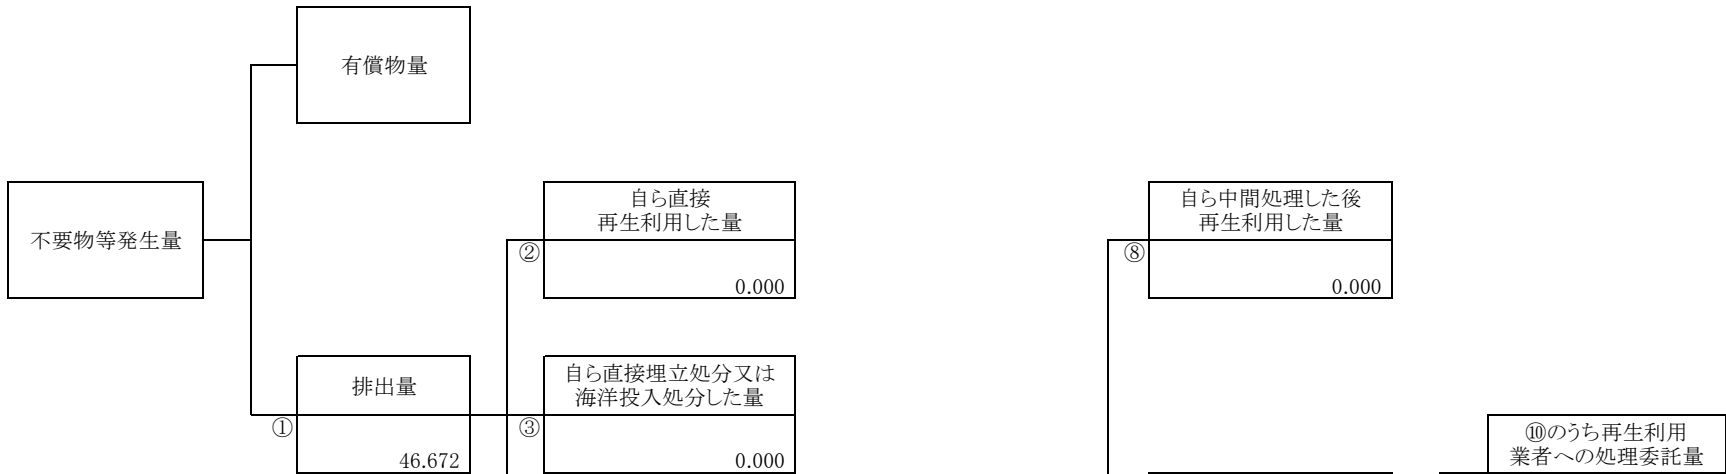 有償物量
不要物等発生量
自ら直接
再生利用した量
②
0.000
自ら中間処理した後
再生利用した量
⑧
0.000
排出量
①
46.672
自ら直接埋立処分又は
海洋投入処分した量
③
0.000
⑩のうち再生利用
業者への処理委託量